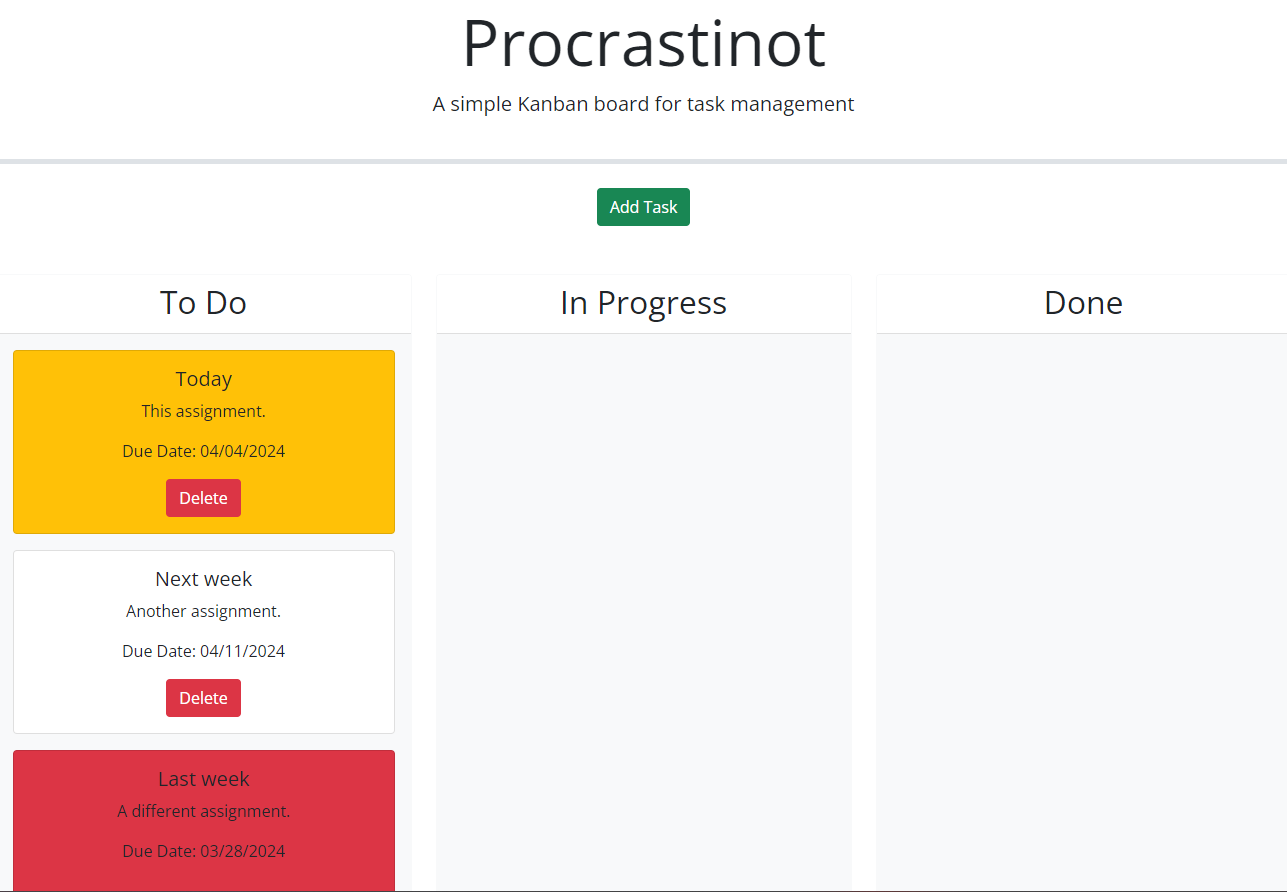 Procrastinot
A simple Kanban board for task management
Add Task
To Do
In Progress
Done
Today
This assignment.
Due Date: 04/04/2024
Delete
Next week
Another assignment.
Due Date: 04/11/2024
Delete
Last week
A different assignment.
Due Date: 03/28/2024